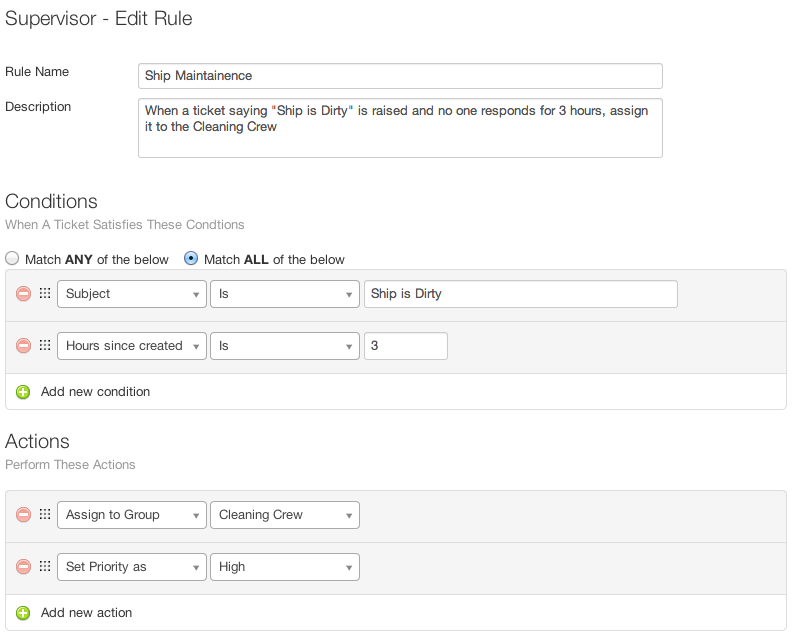 Supervisor - Edit Rule
Rule Name
Ship Maintainence
Description
When a ticket saying "Ship is Dirty" is raised and no one responds for 3 hours, assign
it to the Cleaning Crew
Conditions
When A Ticket Satisfies These Condtions
Match ANY of the below Match ALL of the below
Subject Is Ship is Dirty
Hours since created Is 3
Add new condition
Actions
Perform These Actions
Assign to Group Cleaning Crew
Set Priority as High
Add new action